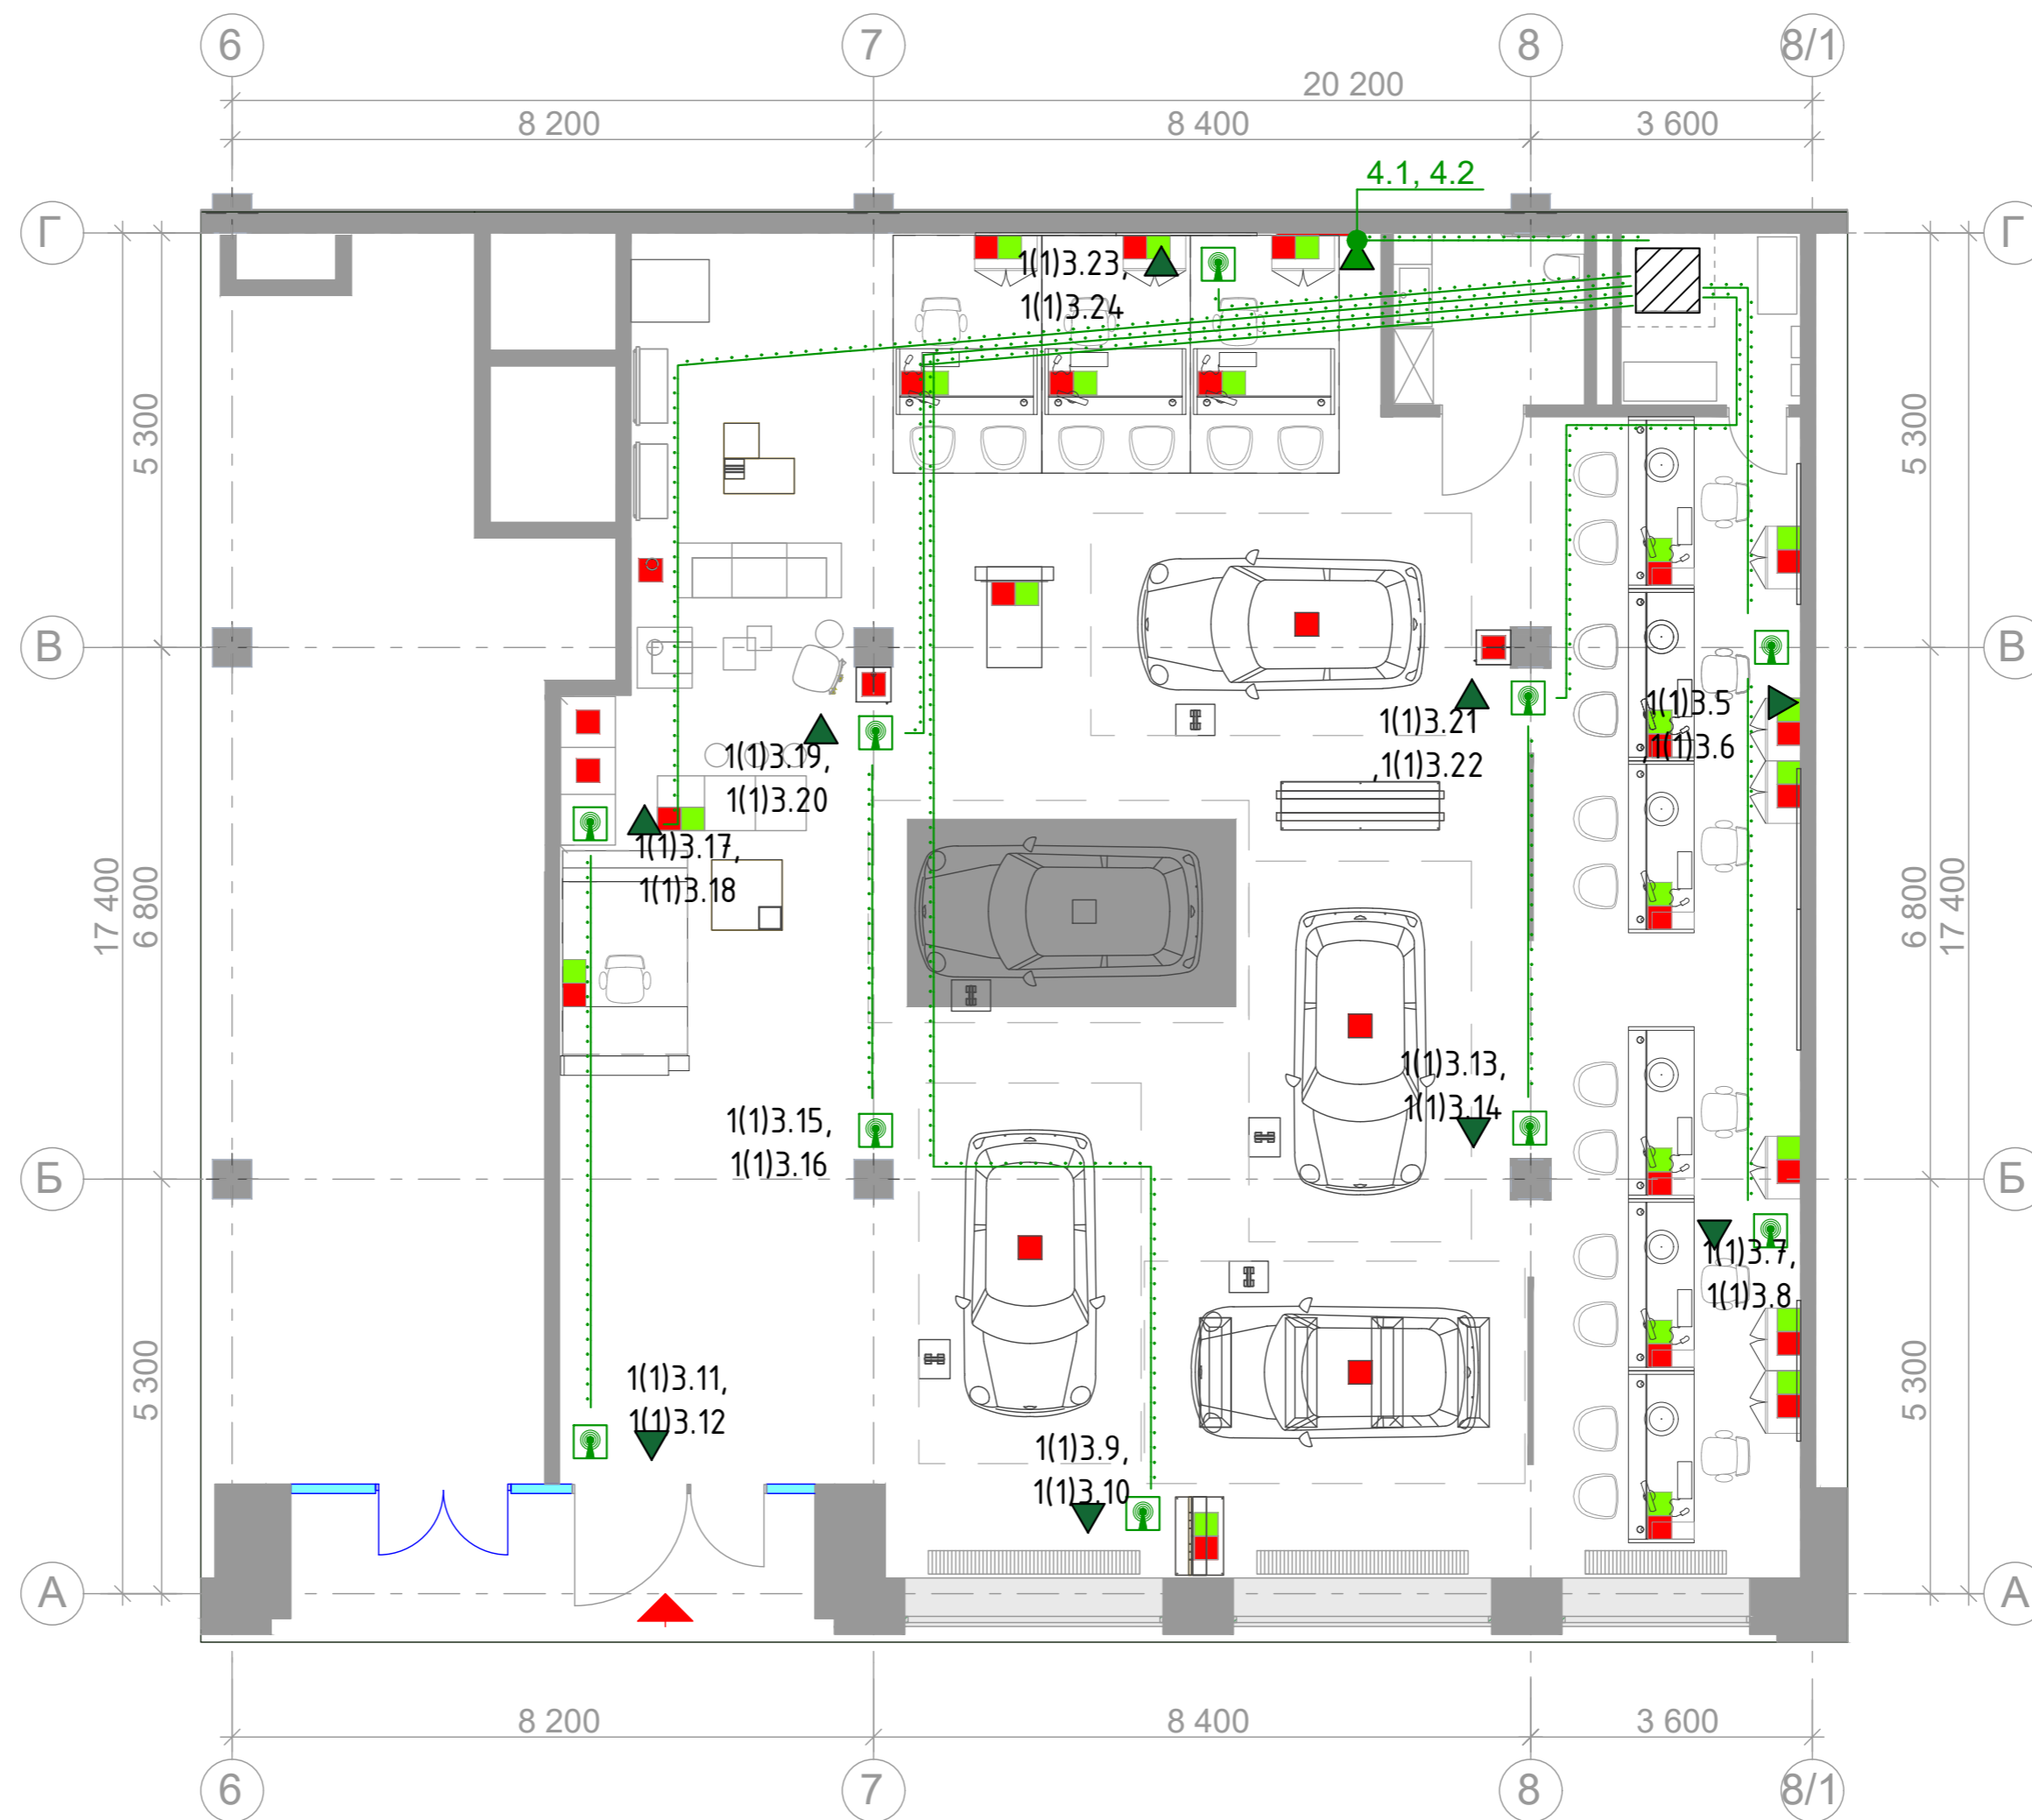 6 7 8 8/1
20 200
8 200 8 400 3 600
4.1, 4.2
Г Г
1(1)3.23,
1(1)3.24
5 300 5 300
В В
1(1)3.5
,1(1)3.6
1(1)3.21
,1(1)3.22
1(1)3.19,
1(1)3.20
1(1)3.17,
1(1)3.18
17 400 6 800 6 800 17 400
1(1)3.13,
1(1)3.14
1(1)3.15,
1(1)3.16
Б Б
1(1)3.7,
1(1)3.8
5 300 5 300
1(1)3.11,
1(1)3.12
1(1)3.9,
1(1)3.10
А А
8 200 8 400 3 600
6 7 8 8/1